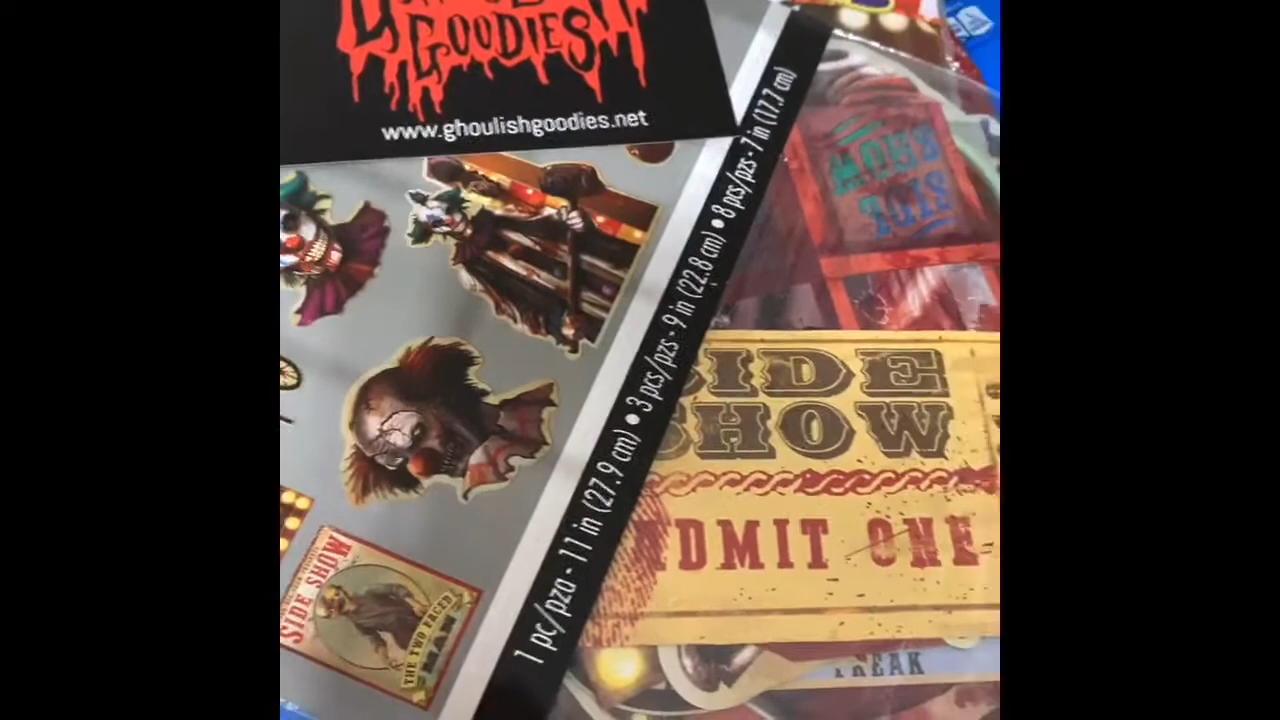 GOODIES
www.ghoulishgoodies.net
1 pc/pza - 11 in (27.9 cm) • 3 pcs/pzs - 9 in (22.8 cm) • 8 pcs/pzs - 7 in (17.7 cm)
SHOW
SIDE
SHOW
ADMIT ONE
FREAK
SIDE SHOW
THE TWO FACED
MAN